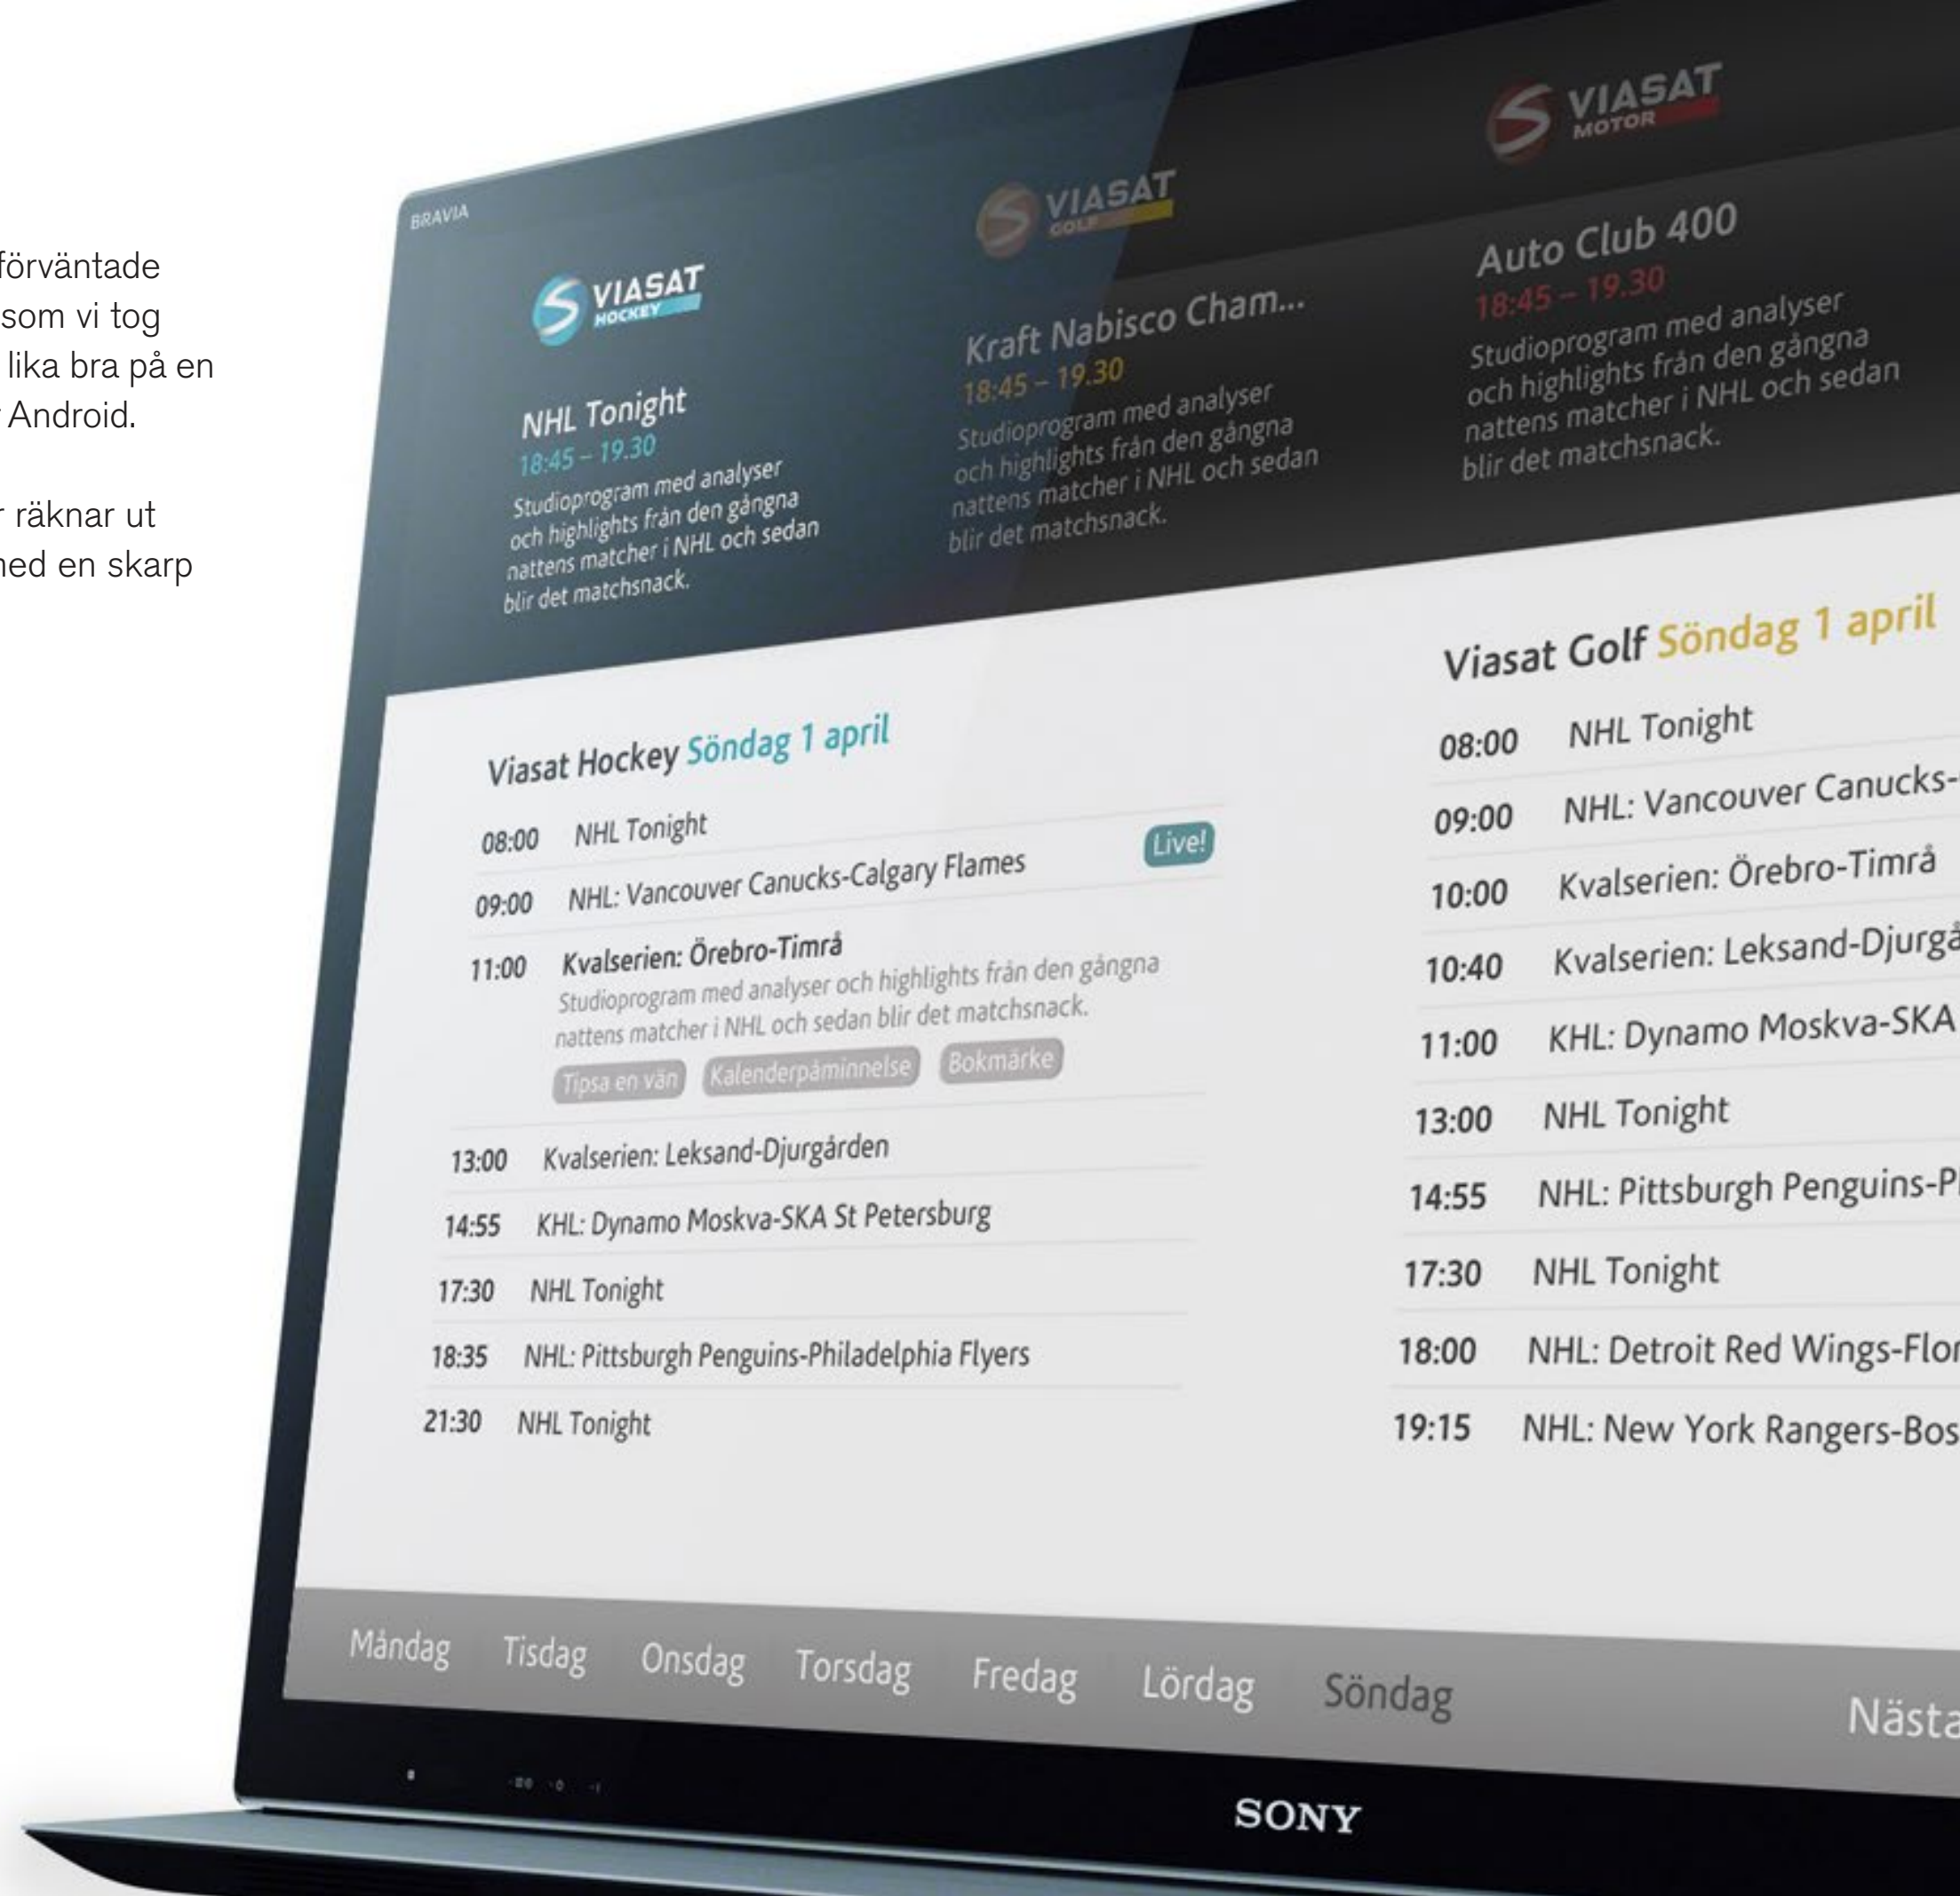 förväntade
som vi tog
lika bra på en
Android.
räknar ut
med en skarp
BRAVIA
VIASAT
HOCKEY
NHL Tonight
18:45 – 19.30
Studioprogram med analyser
och highlights från den gångna
nattens matcher i NHL och sedan
blir det matchsnack.
VIASAT
GOLF
Kraft Nabisco Cham...
18:45 – 19.30
Studioprogram med analyser
och highlights från den gångna
nattens matcher i NHL och sedan
blir det matchsnack.
VIASAT
MOTOR
Auto Club 400
18:45 – 19.30
Studioprogram med analyser
och highlights från den gångna
nattens matcher i NHL och sedan
blir det matchsnack.
Viasat Hockey Söndag 1 april
08:00 NHL Tonight
09:00 NHL: Vancouver Canucks-Calgary Flames Live!
11:00 Kvalserien: Örebro-Timrå
Studioprogram med analyser och highlights från den gångna
nattens matcher i NHL och sedan blir det matchsnack.
Tipsa en vän Kalenderpåminnelse Bokmärke
13:00 Kvalserien: Leksand-Djurgården
14:55 KHL: Dynamo Moskva-SKA St Petersburg
17:30 NHL Tonight
18:35 NHL: Pittsburgh Penguins-Philadelphia Flyers
21:30 NHL Tonight
Viasat Golf Söndag 1 april
08:00 NHL Tonight
09:00 NHL: Vancouver Canucks-
10:00 Kvalserien: Örebro-Timrå
10:40 Kvalserien: Leksand-Djurgå
11:00 KHL: Dynamo Moskva-SKA
13:00 NHL Tonight
14:55 NHL: Pittsburgh Penguins-P
17:30 NHL Tonight
18:00 NHL: Detroit Red Wings-Flor
19:15 NHL: New York Rangers-Bos
Måndag Tisdag Onsdag Torsdag Fredag Lördag Söndag Nästa
SONY